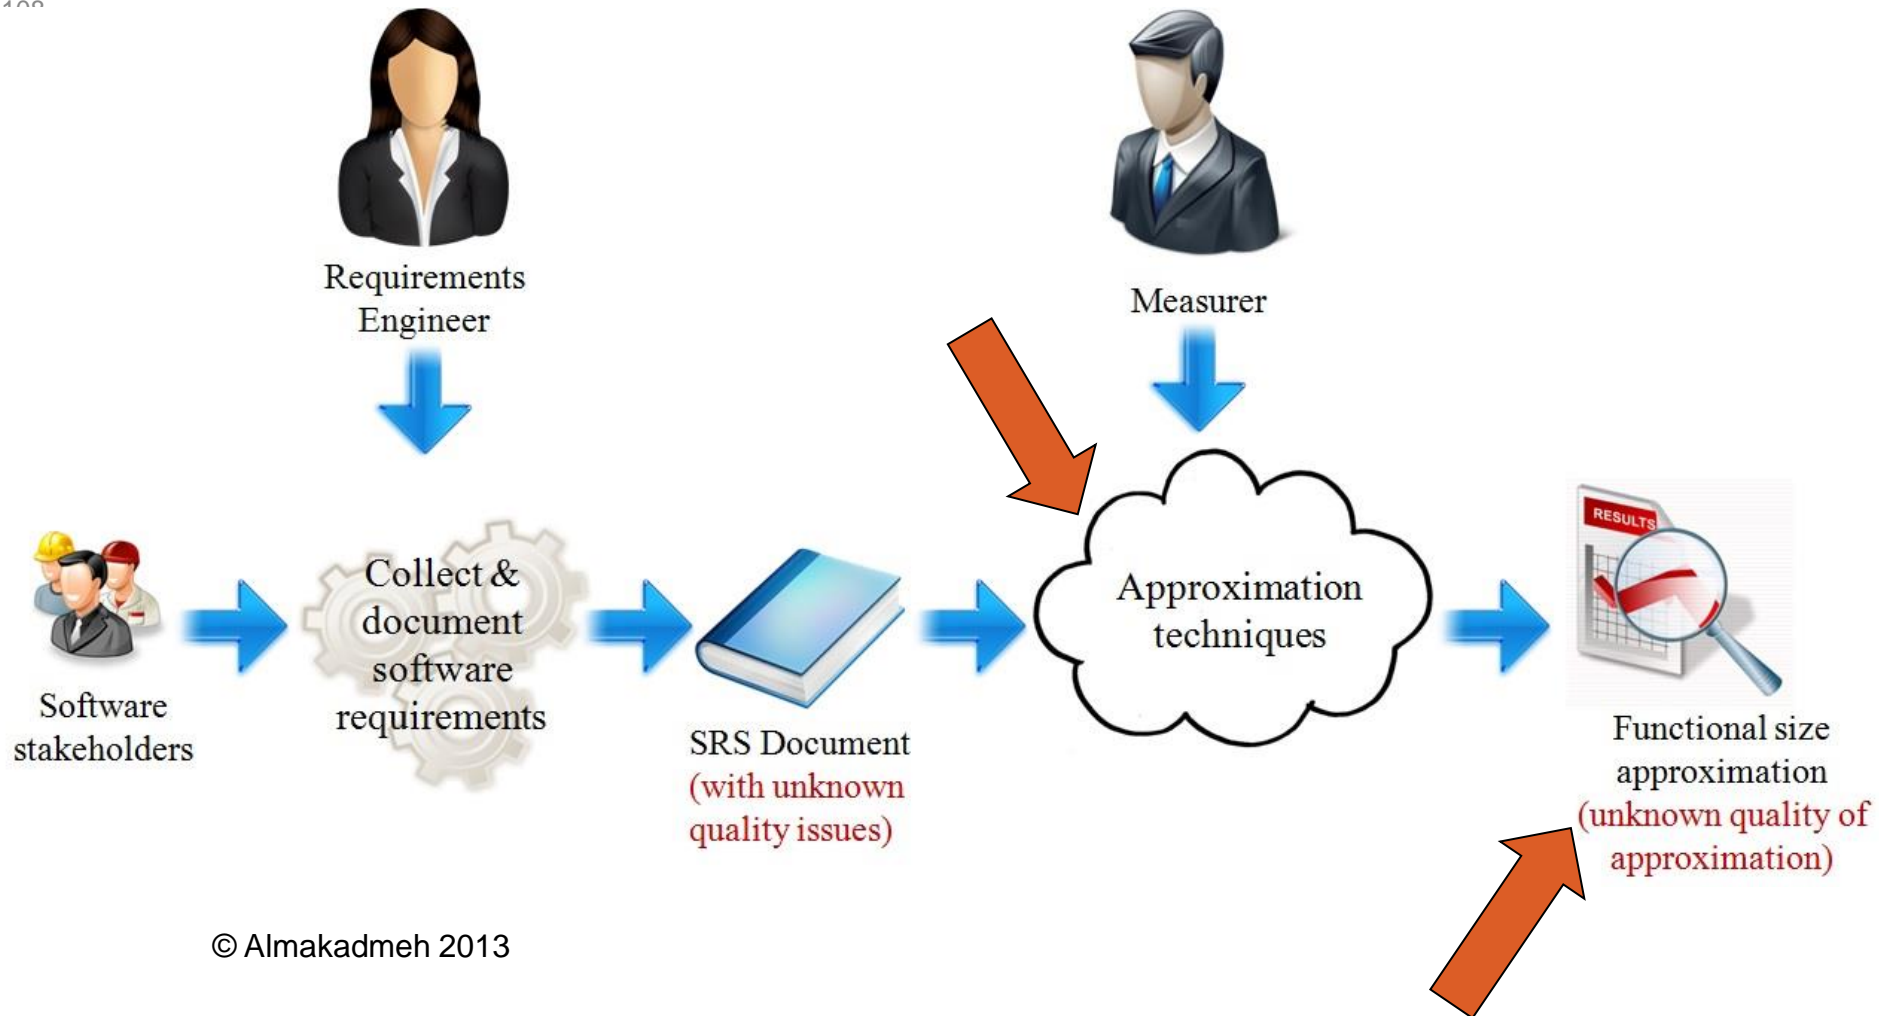 Requirements
Engineer
Measurer
Software
stakeholders
Collect &
document
software
requirements
SRS Document
(with unknown
quality issues)
Approximation
techniques
RESULTS
Functional size
approximation
(unknown quality of
approximation)
© Almakadmeh 2013